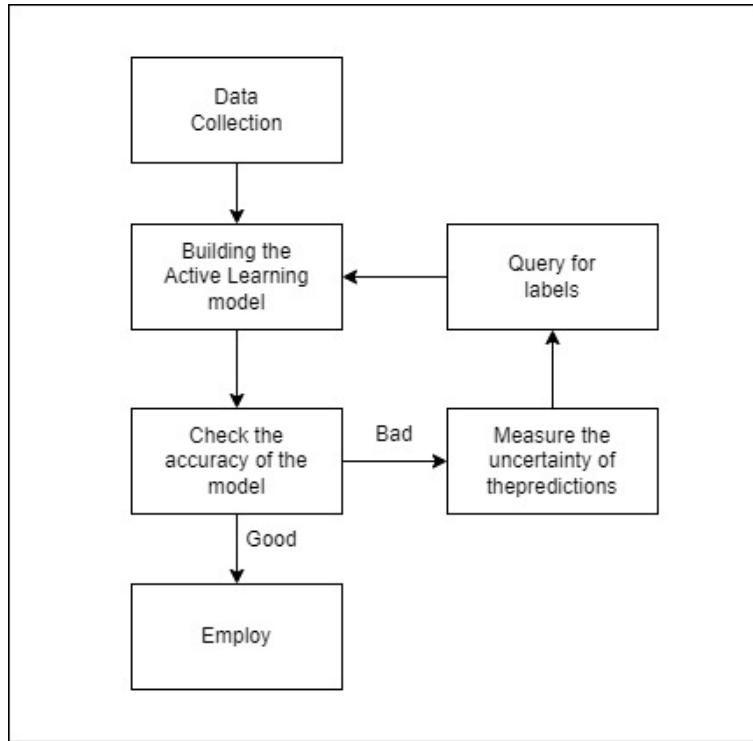 Data
Collection
Building the
Active Learning
model
Query for
labels
Check the
accuracy of the
model
Bad
Measure the
uncertainty of
thepredictions
Good
Employ